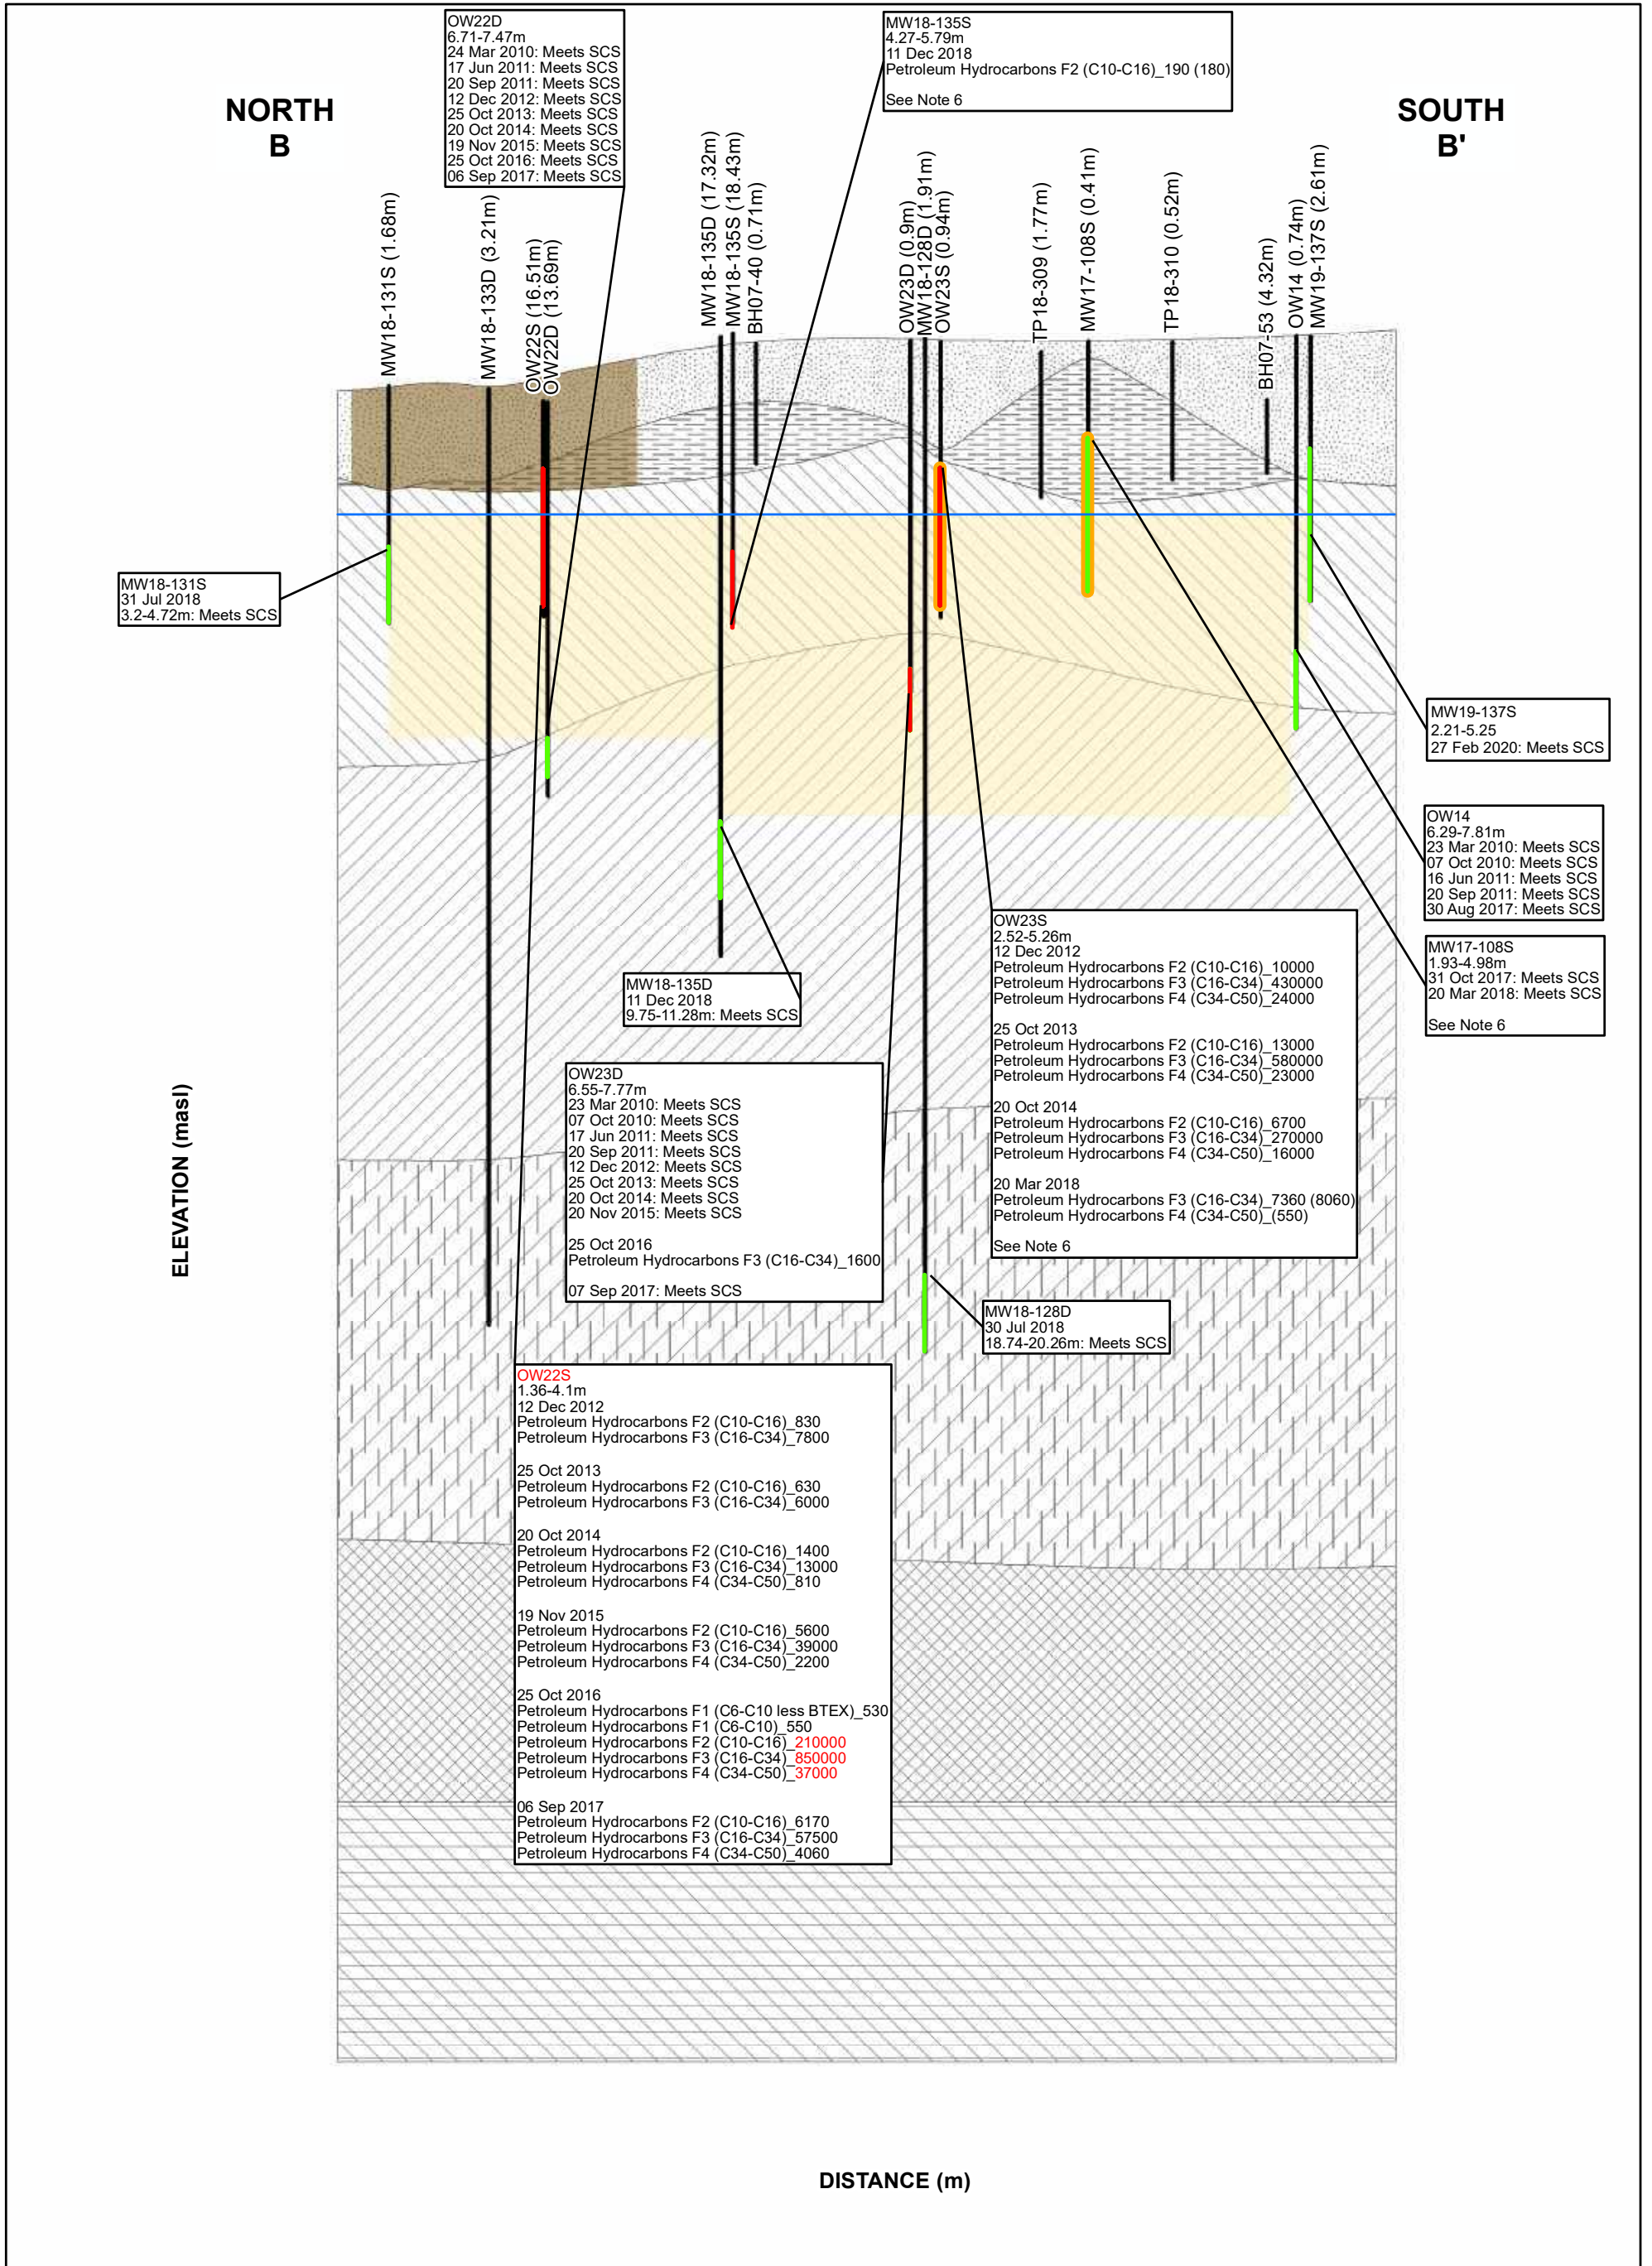 OW22D
6.71-7.47m
24 Mar 2010: Meets SCS
17 Jun 2011: Meets SCS
20 Sep 2011: Meets SCS
12 Dec 2012: Meets SCS
25 Oct 2013: Meets SCS
20 Oct 2014: Meets SCS
19 Nov 2015: Meets SCS
25 Oct 2016: Meets SCS
06 Sep 2017: Meets SCS
MW18-135S
4.27-5.79m
11 Dec 2018
Petroleum Hydrocarbons F2 (C10-C16)_190 (180)
See Note 6
NORTH
B
SOUTH
B'
MW18-131S (1.68m)
MW18-133D (3.21m)
OW22S (16.51m)
OW22D (13.69m)
MW18-135D (17.32m)
MW18-135S (18.43m)
BH07-40 (0.71m)
OW23D (0.9m)
MW18-128D (1.91m)
OW23S (0.94m)
TP18-309 (1.77m)
MW17-108S (0.41m)
TP18-310 (0.52m)
BH07-53 (4.32m)
OW14 (0.74m)
MW19-137S (2.61m)
MW18-131S
31 Jul 2018
3.2-4.72m: Meets SCS
MW19-137S
2.21-5.25
27 Feb 2020: Meets SCS
OW14
6.29-7.81m
23 Mar 2010: Meets SCS
07 Oct 2010: Meets SCS
16 Jun 2011: Meets SCS
20 Sep 2011: Meets SCS
30 Aug 2017: Meets SCS
MW17-108S
1.93-4.98m
31 Oct 2017: Meets SCS
20 Mar 2018: Meets SCS
See Note 6
MW18-135D
11 Dec 2018
9.75-11.28m: Meets SCS
OW23S
2.52-5.26m
12 Dec 2012
Petroleum Hydrocarbons F2 (C10-C16)_10000
Petroleum Hydrocarbons F3 (C16-C34)_430000
Petroleum Hydrocarbons F4 (C34-C50)_24000
25 Oct 2013
Petroleum Hydrocarbons F2 (C10-C16)_13000
Petroleum Hydrocarbons F3 (C16-C34)_580000
Petroleum Hydrocarbons F4 (C34-C50)_23000
20 Oct 2014
Petroleum Hydrocarbons F2 (C10-C16)_6700
Petroleum Hydrocarbons F3 (C16-C34)_270000
Petroleum Hydrocarbons F4 (C34-C50)_16000
20 Mar 2018
Petroleum Hydrocarbons F3 (C16-C34)_7360 (8060)
Petroleum Hydrocarbons F4 (C34-C50)_(550)
See Note 6
OW23D
6.55-7.77m
23 Mar 2010: Meets SCS
07 Oct 2010: Meets SCS
17 Jun 2011: Meets SCS
20 Sep 2011: Meets SCS
12 Dec 2012: Meets SCS
25 Oct 2013: Meets SCS
20 Oct 2014: Meets SCS
20 Nov 2015: Meets SCS
25 Oct 2016
Petroleum Hydrocarbons F3 (C16-C34)_1600
07 Sep 2017: Meets SCS
ELEVATION (masl)
MW18-128D
30 Jul 2018
18.74-20.26m: Meets SCS
OW22S
1.36-4.1m
12 Dec 2012
Petroleum Hydrocarbons F2 (C10-C16)_830
Petroleum Hydrocarbons F3 (C16-C34)_7800
25 Oct 2013
Petroleum Hydrocarbons F2 (C10-C16)_630
Petroleum Hydrocarbons F3 (C16-C34)_6000
20 Oct 2014
Petroleum Hydrocarbons F2 (C10-C16)_1400
Petroleum Hydrocarbons F3 (C16-C34)_13000
Petroleum Hydrocarbons F4 (C34-C50)_810
19 Nov 2015
Petroleum Hydrocarbons F2 (C10-C16)_5600
Petroleum Hydrocarbons F3 (C16-C34)_39000
Petroleum Hydrocarbons F4 (C34-C50)_2200
25 Oct 2016
Petroleum Hydrocarbons F1 (C6-C10 less BTEX)_530
Petroleum Hydrocarbons F1 (C6-C10)_550
Petroleum Hydrocarbons F2 (C10-C16)_210000
Petroleum Hydrocarbons F3 (C16-C34)_850000
Petroleum Hydrocarbons F4 (C34-C50)_37000
06 Sep 2017
Petroleum Hydrocarbons F2 (C10-C16)_6170
Petroleum Hydrocarbons F3 (C16-C34)_57500
Petroleum Hydrocarbons F4 (C34-C50)_4060
DISTANCE (m)